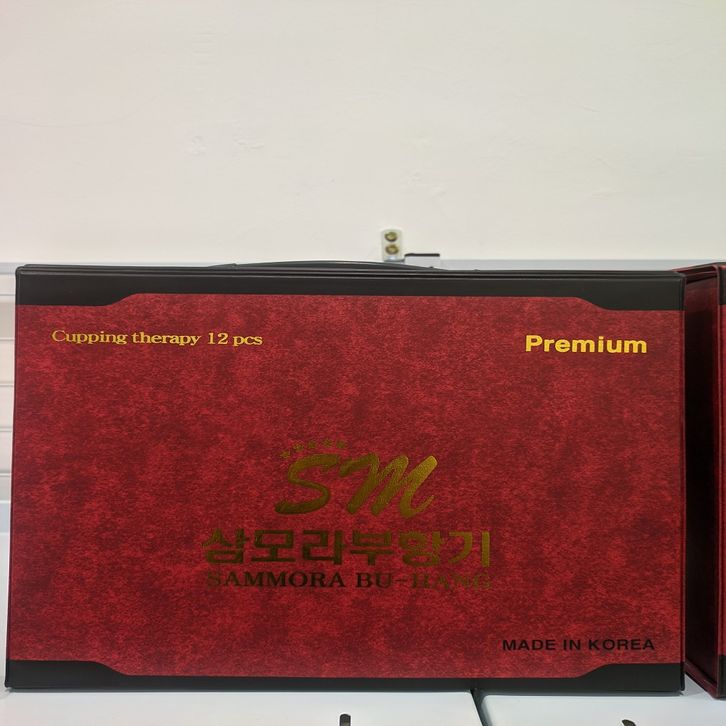 Cupping therapy 12 pcs
Premium
SM
삼모라부항기
SAMMORA BU-HANG
MADE IN KOREA